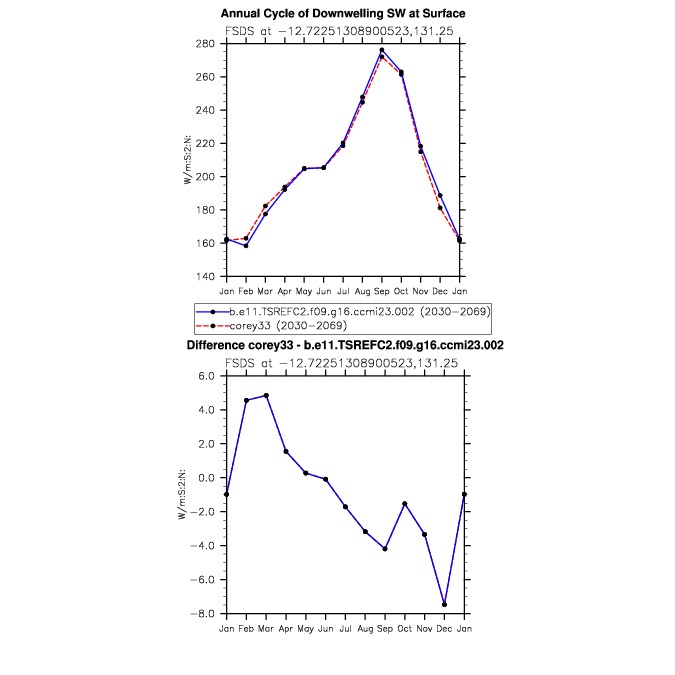 Annual Cycle of Downwelling SW at Surface
FSDS at −12.72251308900523,131.25
280
260
240
220
200
180
160
140
W/m:S:2:N:
Jan Feb Mar Apr May Jun Jul Aug Sep Oct Nov Dec Jan
b.e11.TSREFC2.f09.g16.ccmi23.002 (2030−2069)
corey33 (2030−2069)
Difference corey33 - b.e11.TSREFC2.f09.g16.ccmi23.002
FSDS at −12.72251308900523,131.25
6.0
4.0
2.0
0.0
−2.0
−4.0
−6.0
−8.0
W/m:S:2:N:
Jan Feb Mar Apr May Jun Jul Aug Sep Oct Nov Dec Jan